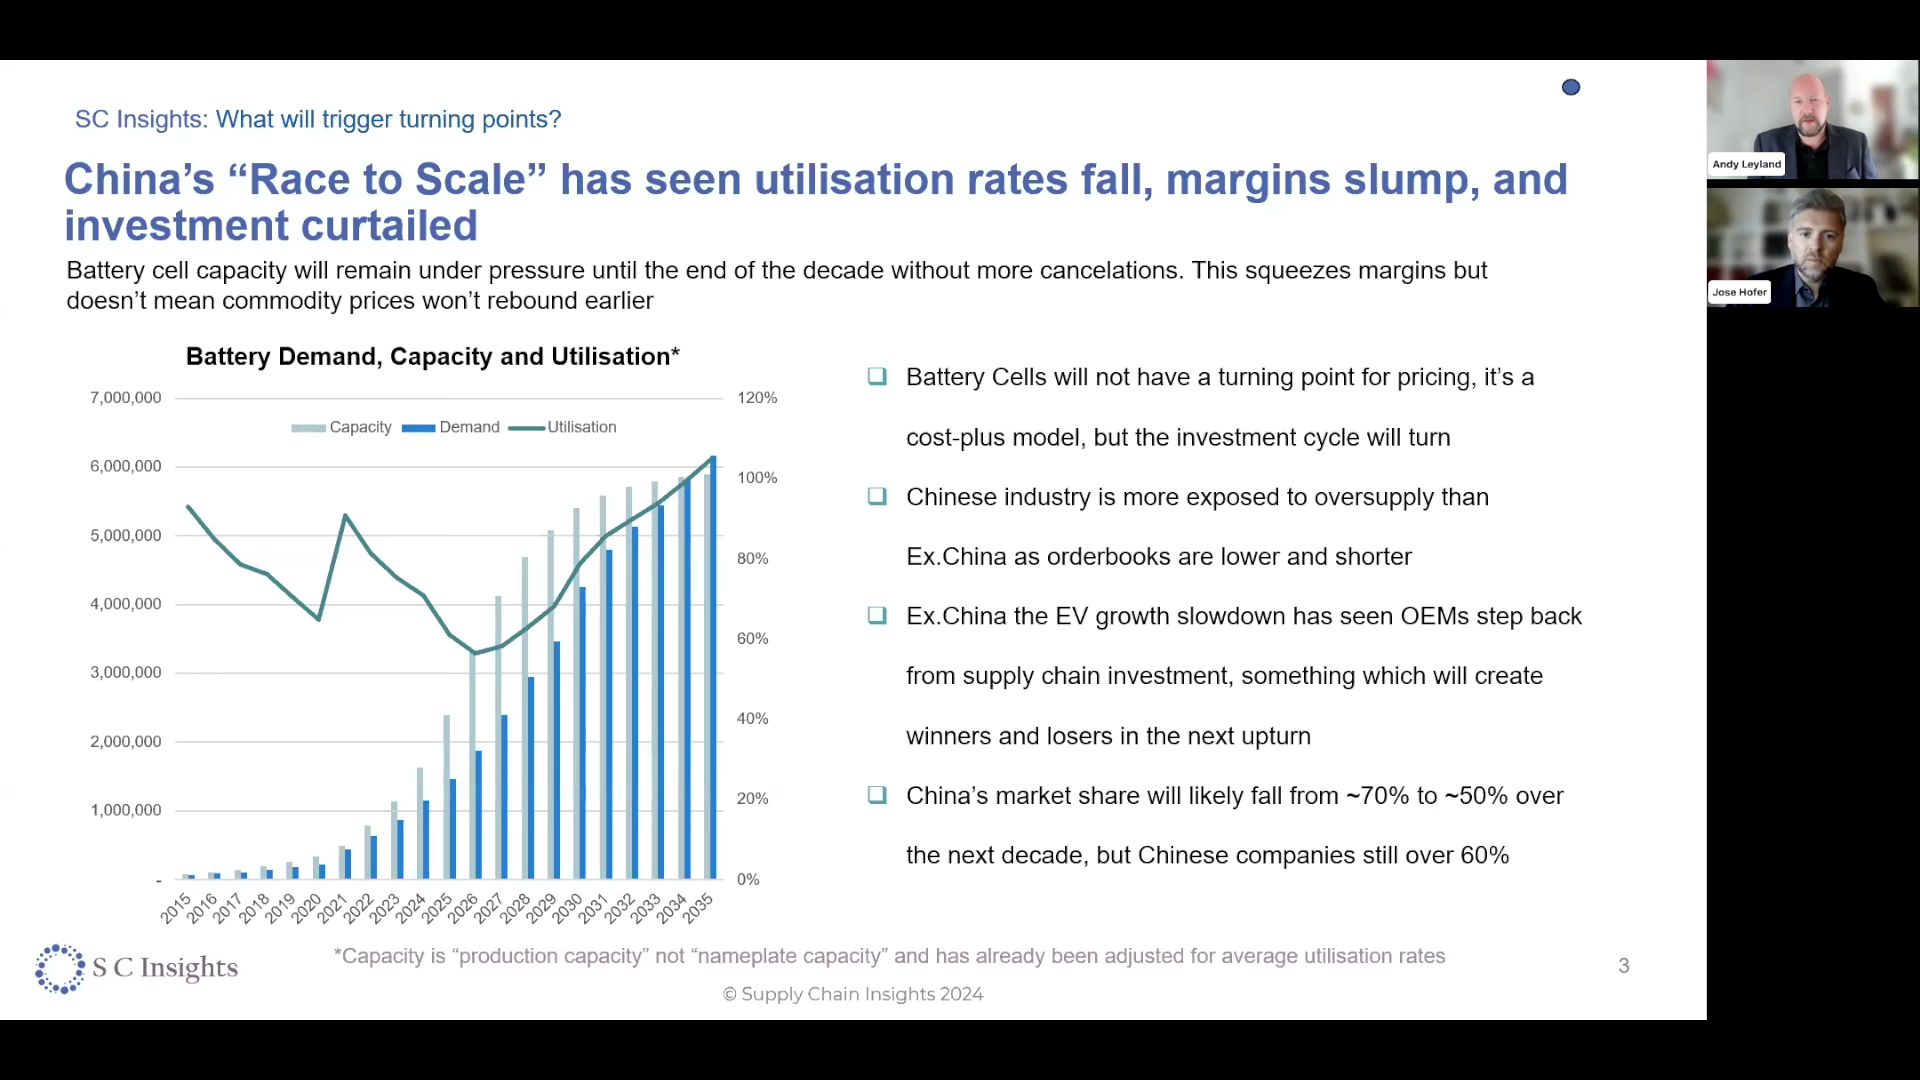 SC Insights: What will trigger turning points?
China’s “Race to Scale” has seen utilisation rates fall, margins slump, and
investment curtailed
Battery cell capacity will remain under pressure until the end of the decade without more cancelations. This squeezes margins but
doesn’t mean commodity prices won’t rebound earlier
Battery Demand, Capacity and Utilisation*
7,000,000
6,000,000
5,000,000
4,000,000
3,000,000
2,000,000
1,000,000
-
Capacity Demand Utilisation
120%
100%
80%
60%
40%
20%
0%
2015 2016 2017 2018 2019 2020 2021 2022 2023 2024 2025 2026 2027 2028 2029 2030 2031 2032 2033 2034 2035
Battery Cells will not have a turning point for pricing, it’s a
cost-plus model, but the investment cycle will turn
Chinese industry is more exposed to oversupply than
Ex.China as orderbooks are lower and shorter
Ex.China the EV growth slowdown has seen OEMs step back
from supply chain investment, something which will create
winners and losers in the next upturn
China’s market share will likely fall from ~70% to ~50% over
the next decade, but Chinese companies still over 60%
*Capacity is “production capacity” not “nameplate capacity” and has already been adjusted for average utilisation rates
S C Insights
© Supply Chain Insights 2024
3
Andy Leyland
Jose Hofer